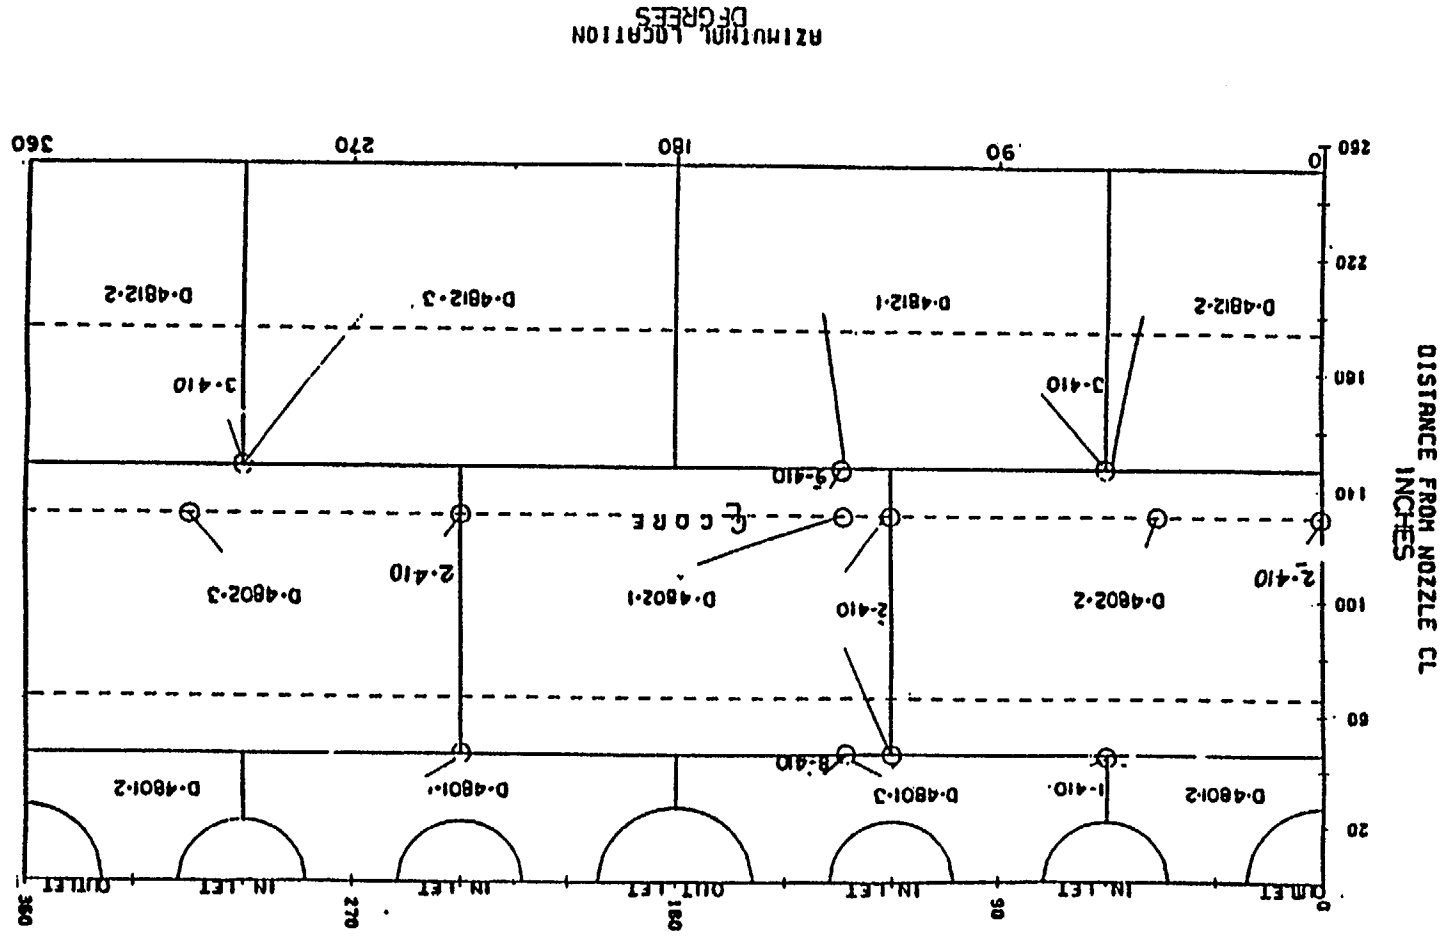 0 90 180 270 360
OUTLET INLET INLET OUTLET INLET INLET OUTLET
20
D-4801-2 1-410 D-4801-3 8-410 D-4801-1 D-4801-2
60
100
2-410 D-4802-2 2-410 D-4802-1 2-410 D-4802-3
℄ CORE
140
9-410
180
3-410 3-410
220
D-4812-2 D-4812-1 D-4812-3 D-4812-2
260
0 90 180 270 360
DISTANCE FROM NOZZLE CL
INCHES
AZIMUTHAL LOCATION
DEGREES